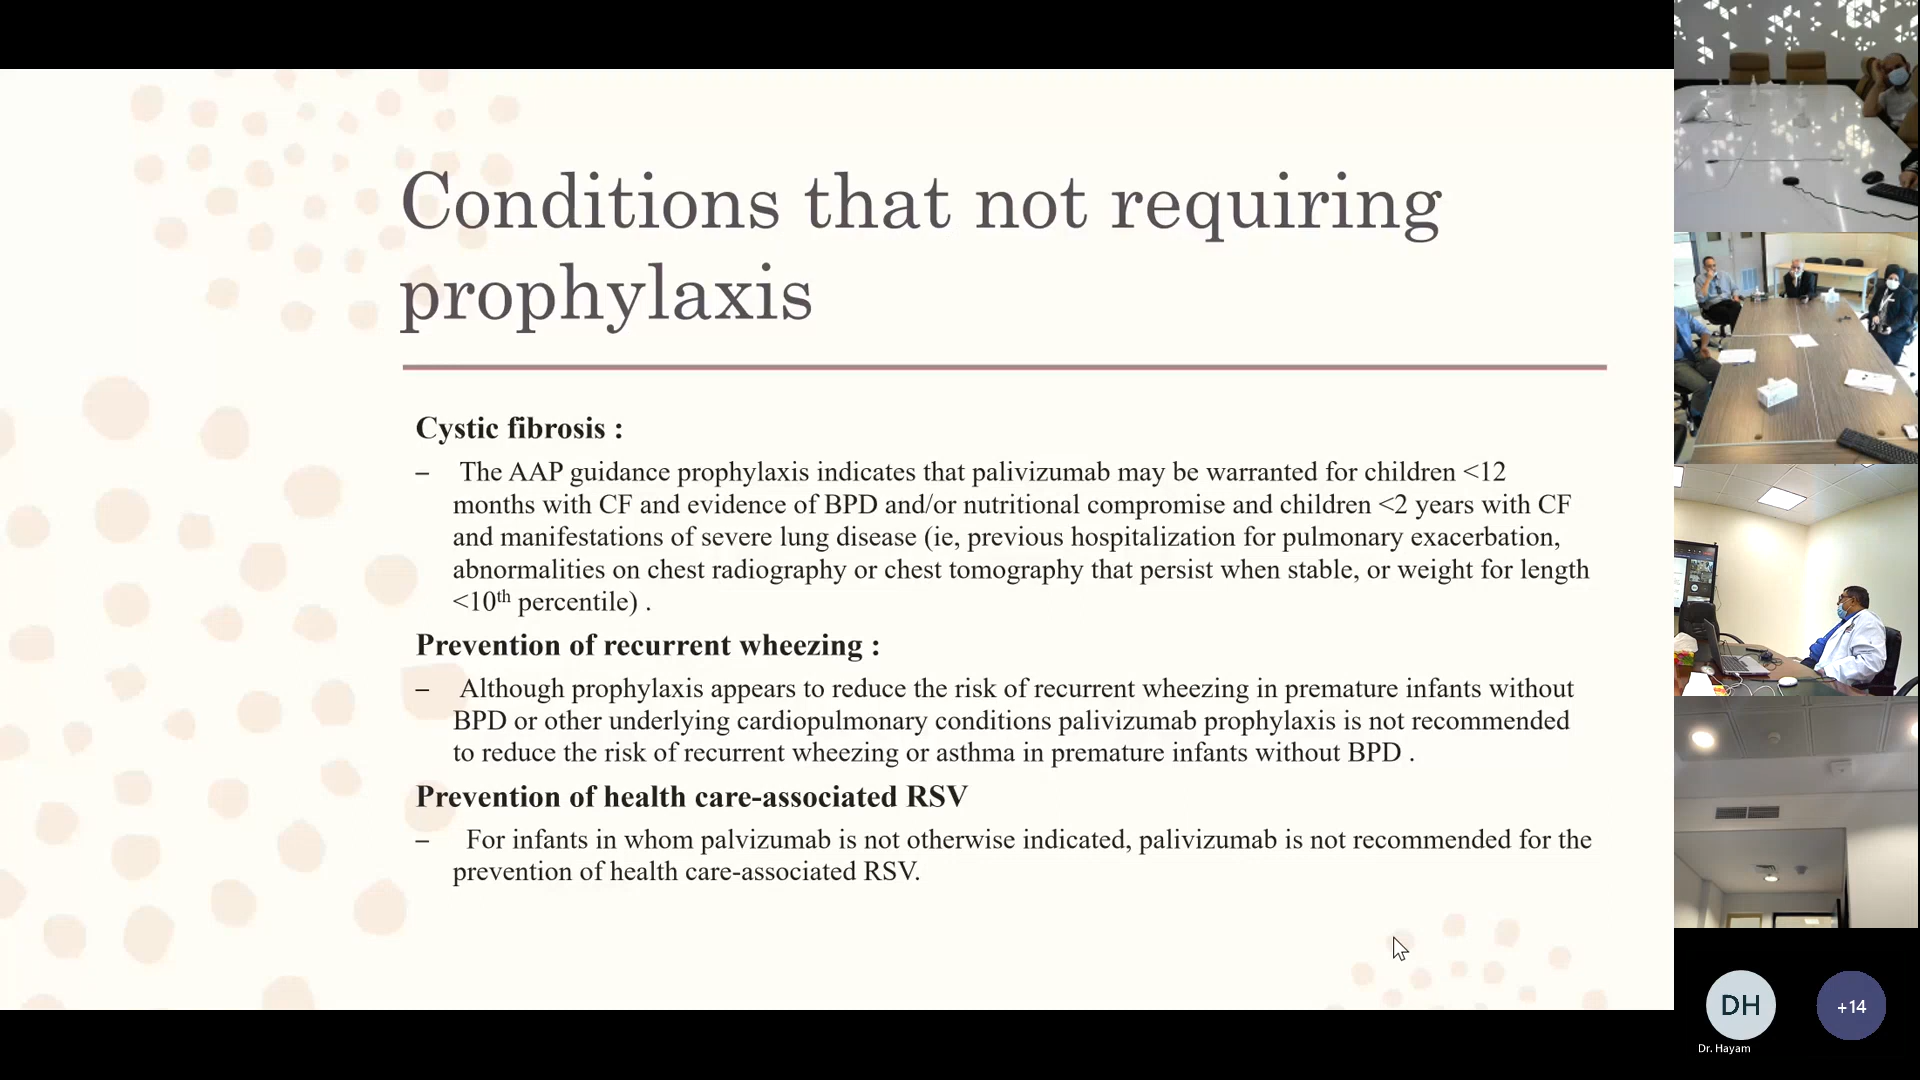 Conditions that not requiring
prophylaxis
Cystic fibrosis :
– The AAP guidance prophylaxis indicates that palivizumab may be warranted for children <12
months with CF and evidence of BPD and/or nutritional compromise and children <2 years with CF
and manifestations of severe lung disease (ie, previous hospitalization for pulmonary exacerbation,
abnormalities on chest radiography or chest tomography that persist when stable, or weight for length
<10th percentile) .
Prevention of recurrent wheezing :
– Although prophylaxis appears to reduce the risk of recurrent wheezing in premature infants without
BPD or other underlying cardiopulmonary conditions palivizumab prophylaxis is not recommended
to reduce the risk of recurrent wheezing or asthma in premature infants without BPD .
Prevention of health care-associated RSV
– For infants in whom palvizumab is not otherwise indicated, palivizumab is not recommended for the
prevention of health care-associated RSV.
DH
Dr. Hayam
+14